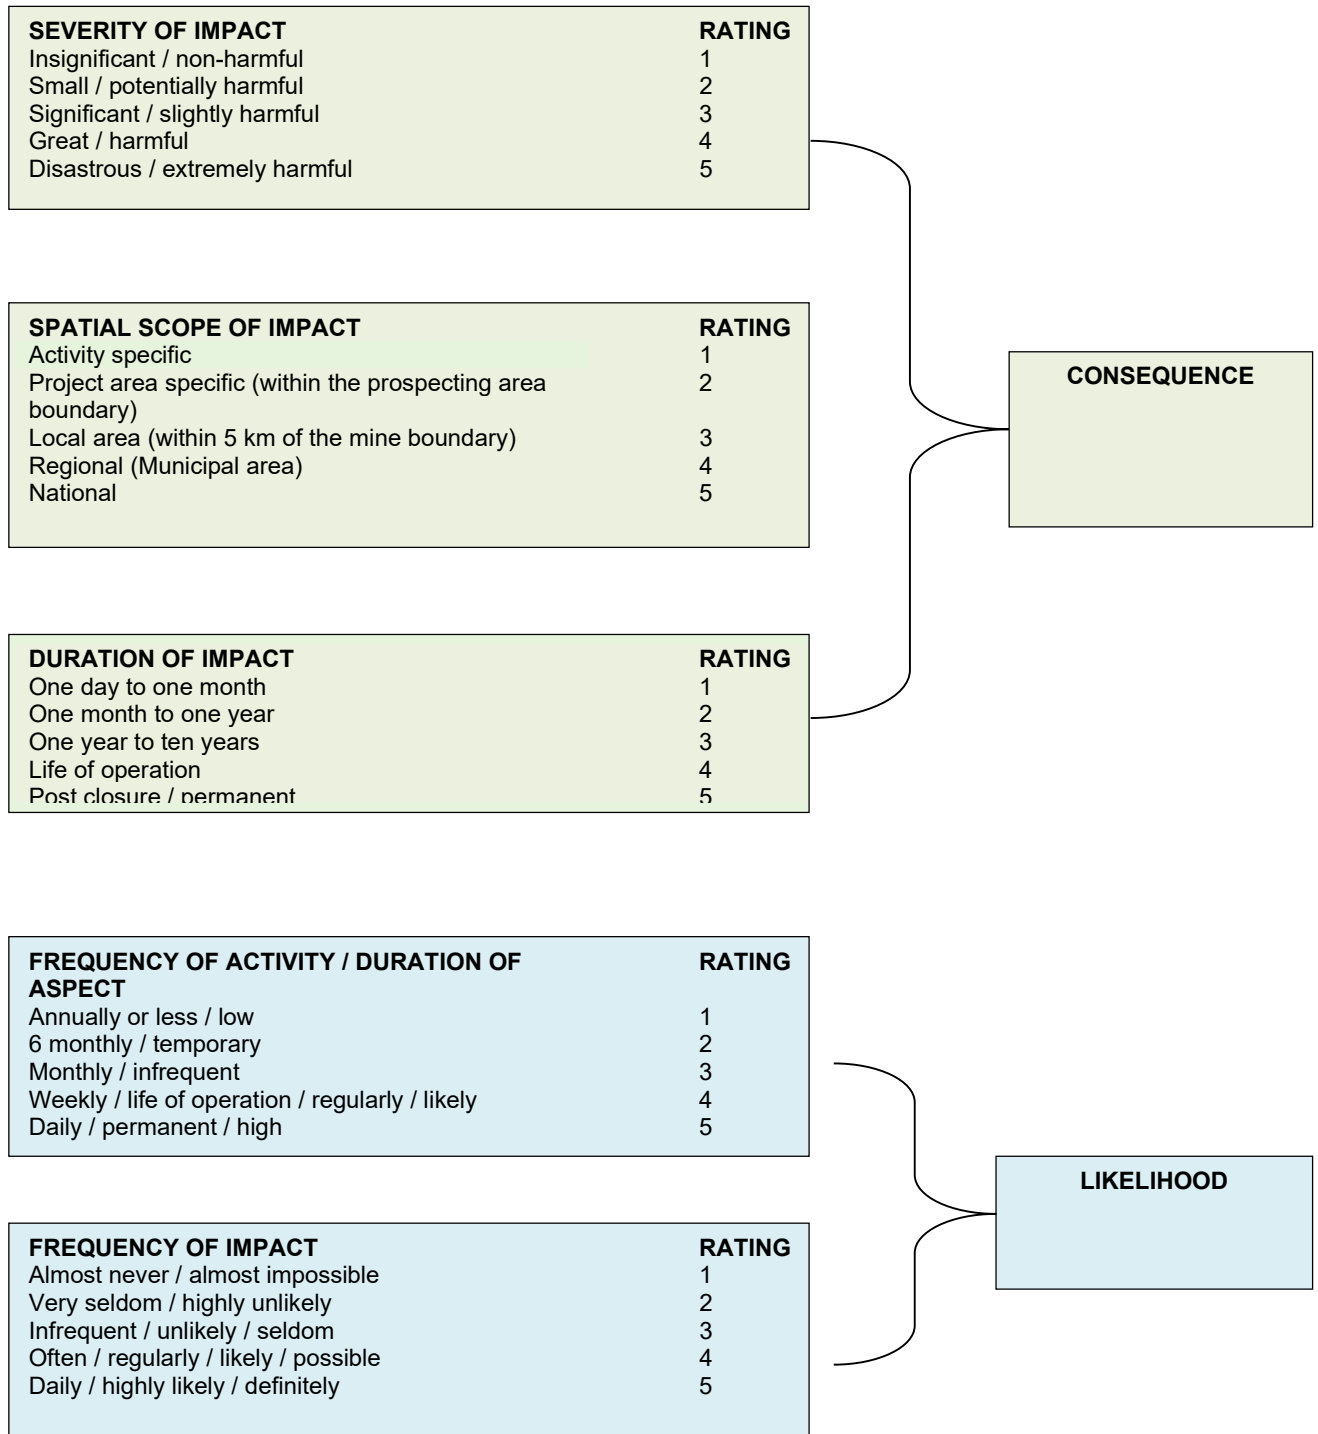 SEVERITY OF IMPACT RATING
Insignificant / non-harmful 1
Small / potentially harmful 2
Significant / slightly harmful 3
Great / harmful 4
Disastrous / extremely harmful 5
SPATIAL SCOPE OF IMPACT RATING
Activity specific 1
Project area specific (within the prospecting area 2
boundary)
Local area (within 5 km of the mine boundary) 3
Regional (Municipal area) 4
National 5
CONSEQUENCE
DURATION OF IMPACT RATING
One day to one month 1
One month to one year 2
One year to ten years 3
Life of operation 4
Post closure / permanent 5
FREQUENCY OF ACTIVITY / DURATION OF RATING
ASPECT
Annually or less / low 1
6 monthly / temporary 2
Monthly / infrequent 3
Weekly / life of operation / regularly / likely 4
Daily / permanent / high 5
LIKELIHOOD
FREQUENCY OF IMPACT RATING
Almost never / almost impossible 1
Very seldom / highly unlikely 2
Infrequent / unlikely / seldom 3
Often / regularly / likely / possible 4
Daily / highly likely / definitely 5